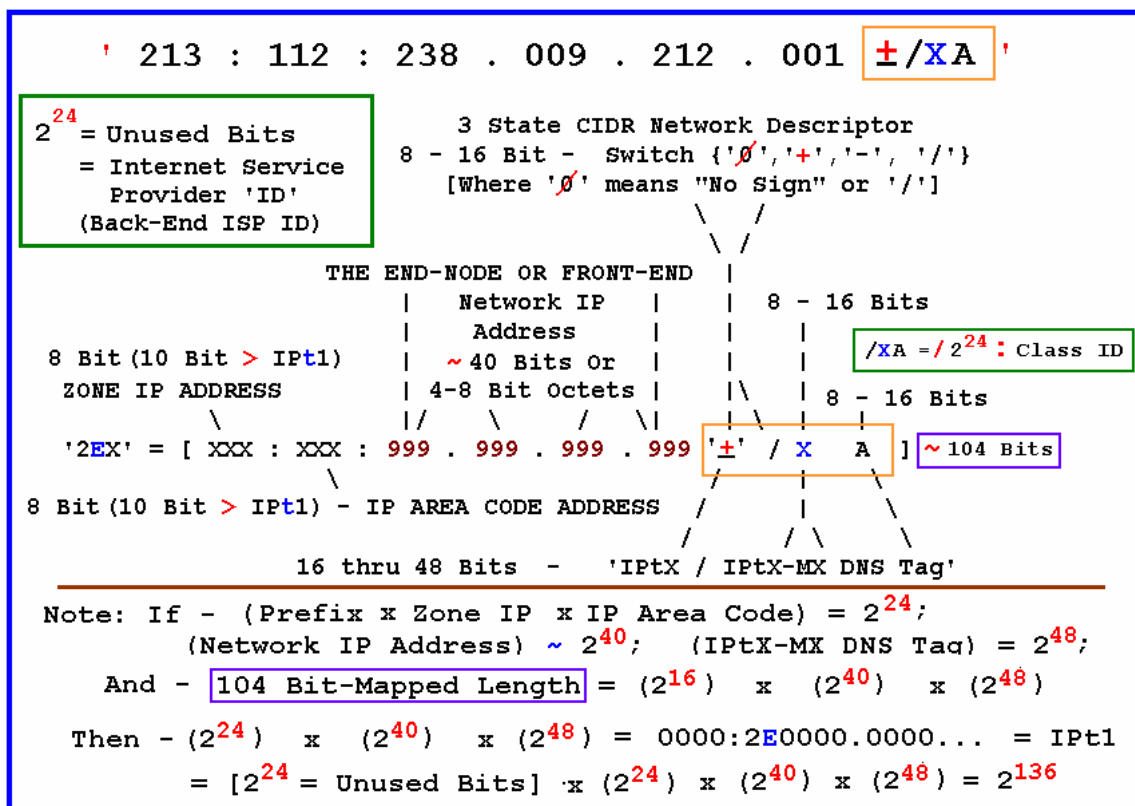 ' 213 : 112 : 238 . 009 . 212 . 001 ±/XA '
2^24 = Unused Bits
= Internet Service
Provider 'ID'
(Back-End ISP ID)
3 State CIDR Network Descriptor
8 - 16 Bit - Switch {'0̸','+','-', '/'}
[Where '0̸' means "No Sign" or '/']
THE END-NODE OR FRONT-END
Network IP
Address
~ 40 Bits Or
4-8 Bit Octets
8 - 16 Bits
/XA = / 2^24 : Class ID
8 Bit (10 Bit > IPt1)
ZONE IP ADDRESS
8 - 16 Bits
'2EX' = [ XXX : XXX : 999 . 999 . 999 . 999 '±' / X A ] ~ 104 Bits
8 Bit (10 Bit > IPt1) - IP AREA CODE ADDRESS
16 thru 48 Bits - 'IPtX / IPtX-MX DNS Tag'
Note: If - (Prefix x Zone IP x IP Area Code) = 2^24;
(Network IP Address) ~ 2^40; (IPtX-MX DNS Tag) = 2^48;
And - 104 Bit-Mapped Length = (2^16) x (2^40) x (2^48)
Then - (2^24) x (2^40) x (2^48) = 0000:2E0000.0000... = IPt1
= [2^24 = Unused Bits] x (2^24) x (2^40) x (2^48) = 2^136